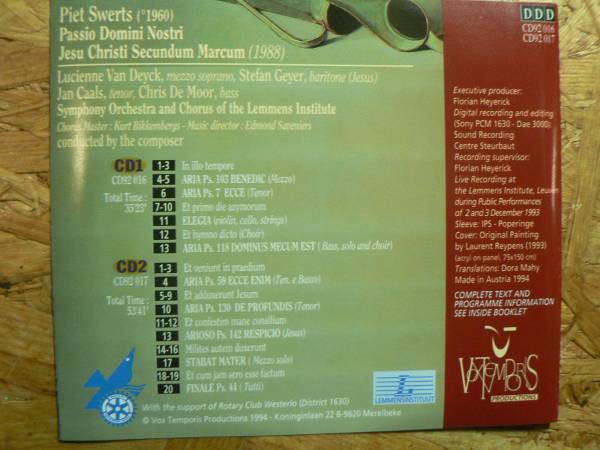 Piet Swerts (°1960)
Passio Domini Nostri
Jesu Christi Secundum Marcum (1988)
Lucienne Van Deyck, mezzo soprano, Stefan Geyer, baritone (Jesus)
Jan Caals, tenor, Chris De Moor, bass
Symphony Orchestra and Chorus of the Lemmens Institute
Chorus Master : Kurt Bikkembergs - Music director : Edmond Saveniers
conducted by the composer
CD1
CD92 016
Total Time :
35'23"
1-3 In illo tempore
4-5 ARIA Ps. 103 BENEDIC (Mezzo)
6 ARIA Ps. 7 ECCE (Tenor)
7-10 Et primo die azymorum
11 ELEGIA (violin, cello, strings)
12 Et hymno dicto (Choir)
13 ARIA Ps. 118 DOMINUS MECUM EST ( Bass, solo and choir)
CD2
CD92 017
Total Time :
53'41"
1-3 Et veniunt in praedium
4 ARIA Ps. 59 ECCE ENIM (Ten. e Basso)
5-9 Et adduxerunt Jesum
10 ARIA Ps. 130 DE PROFUNDIS (Tenor)
11-12 Et confestim mane consilium
13 ARIOSO Ps. 142 RESPICIO (Jesus)
14-16 Milites autem duxerunt
17 STABAT MATER ( Mezzo solo)
18-19 Et cum jam sero esse factum
20 FINALE Ps. 44 ( Tutti)
LEMMENSINSTITUUT
With the support of Rotary Club Westerlo (District 1630)
© Vox Temporis Productions 1994 - Koninginlaan 22 B-9820 Merelbeke
DDD
CD92 016
CD92 017
Executive producer:
Florian Heyerick
Digital recording and editing
(Sony PCM 1630 - Dae 3000):
Sound Recording
Centre Steurbaut
Recording supervisor:
Florian Heyerick
Live Recording at
the Lemmens Institute, Leuven
during Public Performances
of 2 and 3 December 1993
Sleeve: IPS - Poperinge
Cover: Original Painting
by Laurent Reypens (1993)
(acryl on panel, 75x150 cm)
Translations: Dora Mahy
Made in Austria 1994
COMPLETE TEXT AND
PROGRAMME INFORMATION
SEE INSIDE BOOKLET
VOX TEMPORIS
PRODUCTIONS